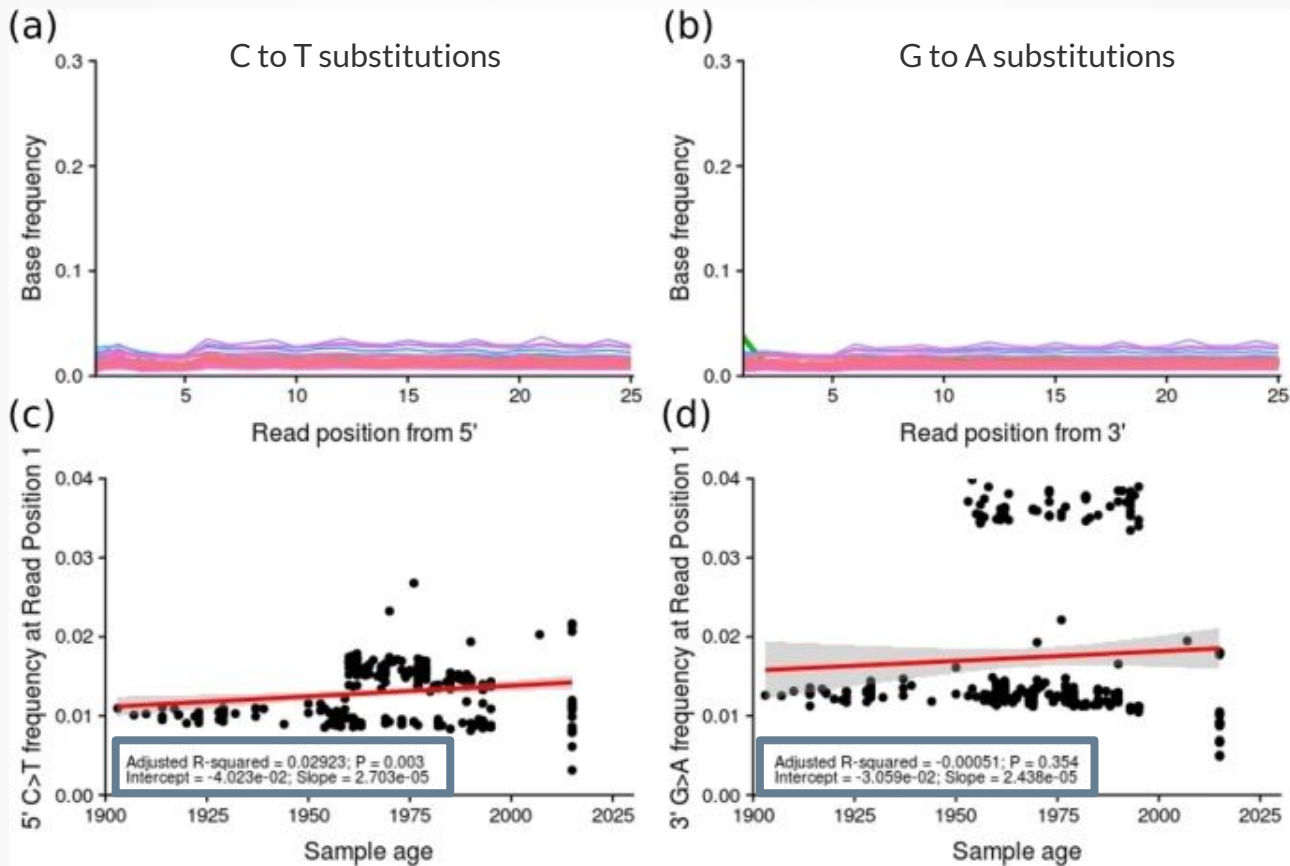 (a)
C to T substitutions
0.3
0.2
0.1
0.0
Base frequency
5
10
15
20
25
Read position from 5'
(b)
G to A substitutions
0.3
0.2
0.1
0.0
Base frequency
5
10
15
20
25
Read position from 3'
(c)
5' C>T frequency at Read Position 1
0.04
0.03
0.02
0.01
0.00
Adjusted R-squared = 0.02923; P = 0.003
Intercept = -4.023e-02; Slope = 2.703e-05
1900
1925
1950
1975
2000
2025
Sample age
(d)
3' G>A frequency at Read Position 1
0.04
0.03
0.02
0.01
0.00
Adjusted R-squared = -0.00051; P = 0.354
Intercept = -3.059e-02; Slope = 2.438e-05
1900
1925
1950
1975
2000
2025
Sample age